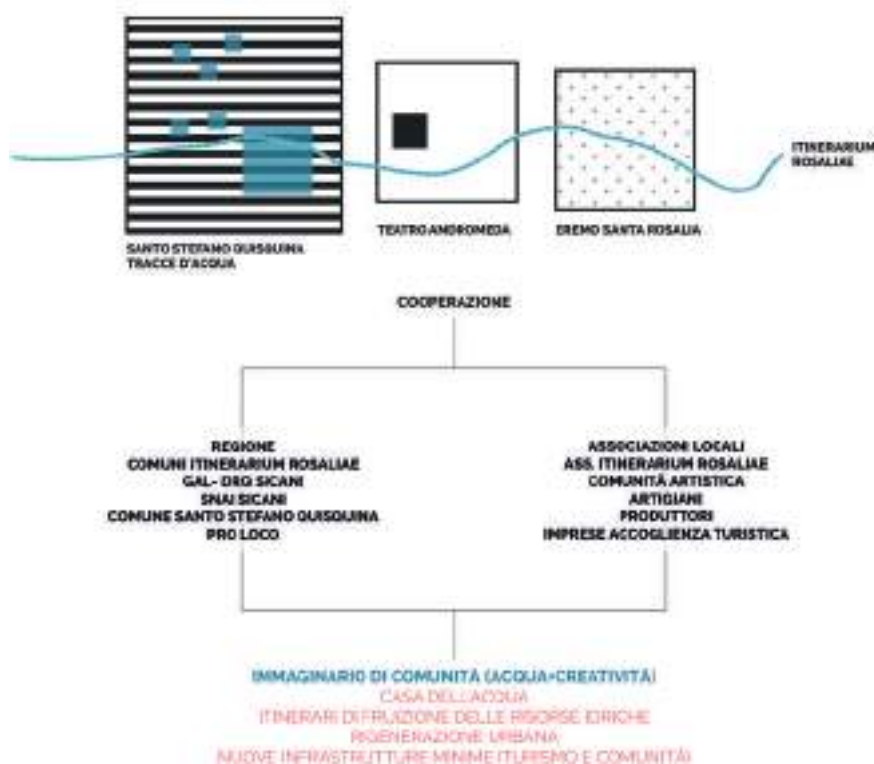 ITINERARIUM
ROSALIAE
SANTO STEFANO QUISQUINA
TRACCE D'ACQUA
TEATRO ANDROMEDA
EREMO SANTA ROSALIA
COOPERAZIONE
REGIONE
COMUNI ITINERARIUM ROSALIAE
GAL- DRQ SICANI
SNAI SICANI
COMUNE SANTO STEFANO QUISQUINA
PRO LOCO
ASSOCIAZIONI LOCALI
ASS. ITINERARIUM ROSALIAE
COMUNITÀ ARTISTICA
ARTIGIANI
PRODUTTORI
IMPRESE ACCOGLIENZA TURISTICA
IMMAGINARIO DI COMUNITÀ (ACQUA+CREATIVITÀ)
CASA DELL'ACQUA
ITINERARI DI FRUIZIONE DELLE RISORSE IDRICHE
RIGENERAZIONE URBANA
NUOVE INFRASTRUTTURE MINIME (TURISMO E COMUNITÀ)